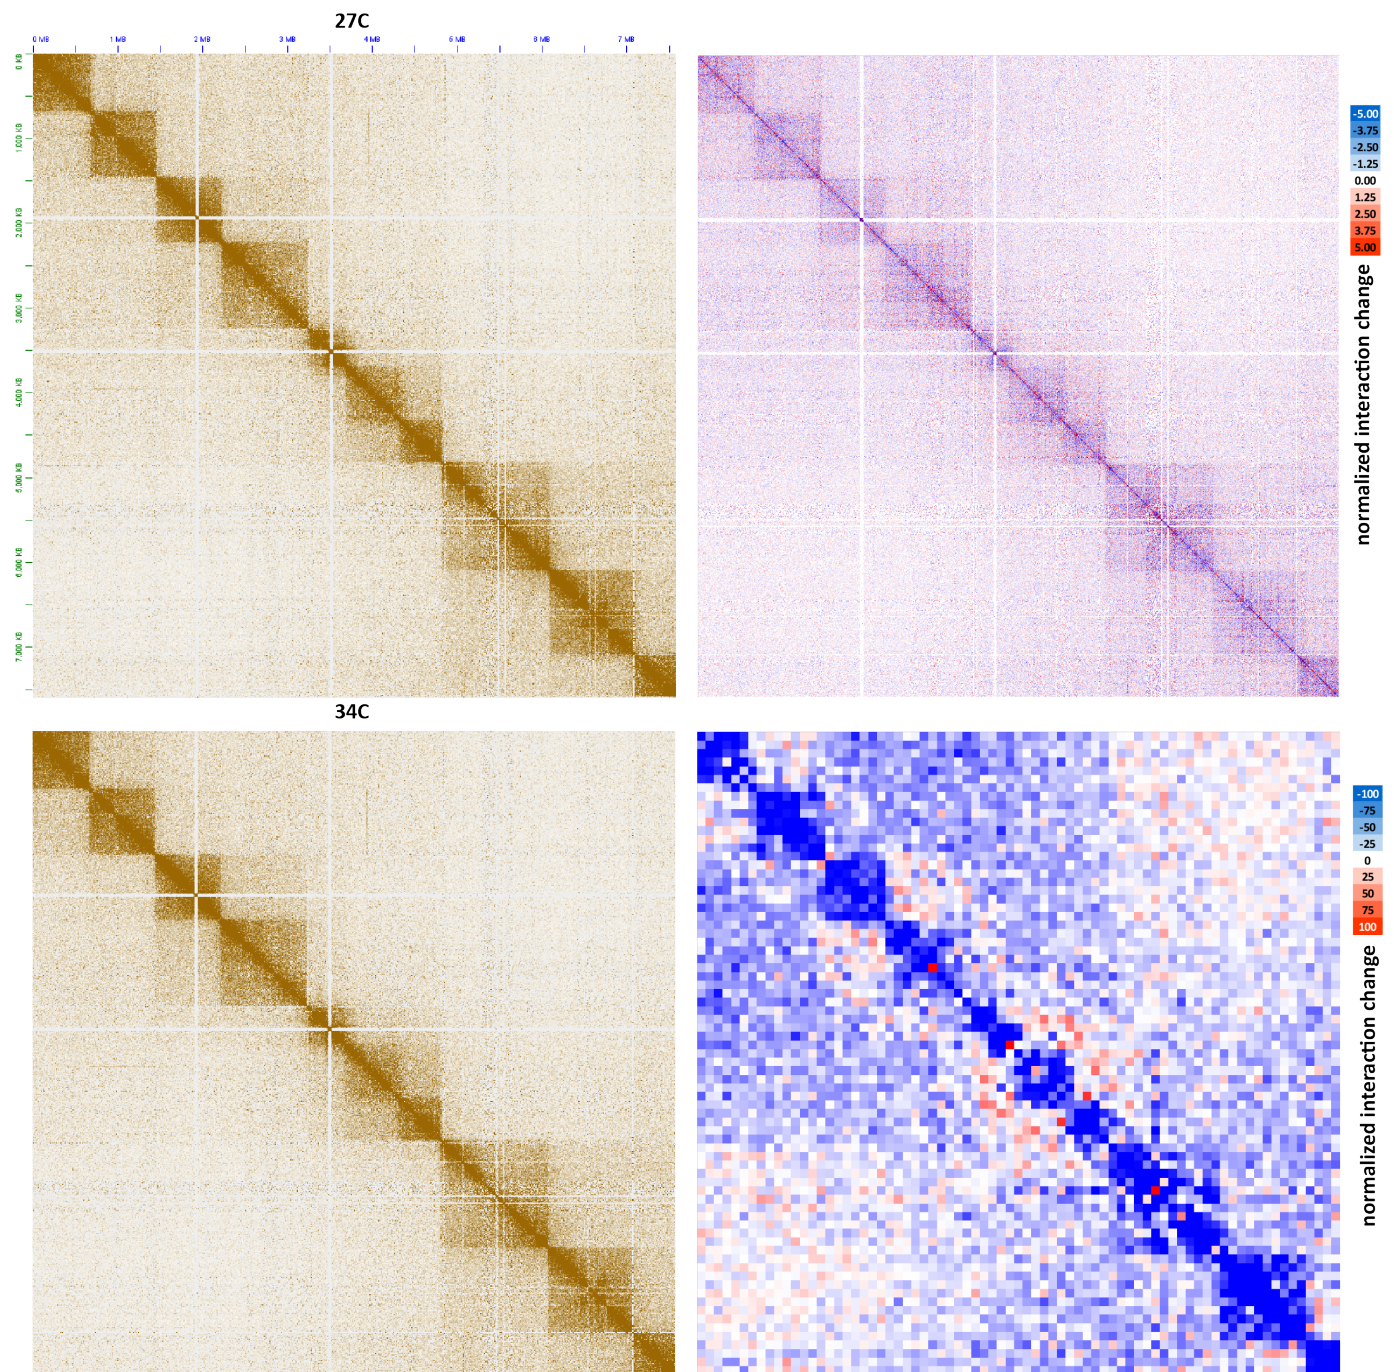 27C
0 MB 1 MB 2 MB 3 MB 4 MB 5 MB 6 MB 7 MB
0 KB
1,000 KB
2,000 KB
3,000 KB
4,000 KB
5,000 KB
6,000 KB
7,000 KB
-5.00
-3.75
-2.50
-1.25
0.00
1.25
2.50
3.75
5.00
normalized interaction change
34C
-100
-75
-50
-25
0
25
50
75
100
normalized interaction change